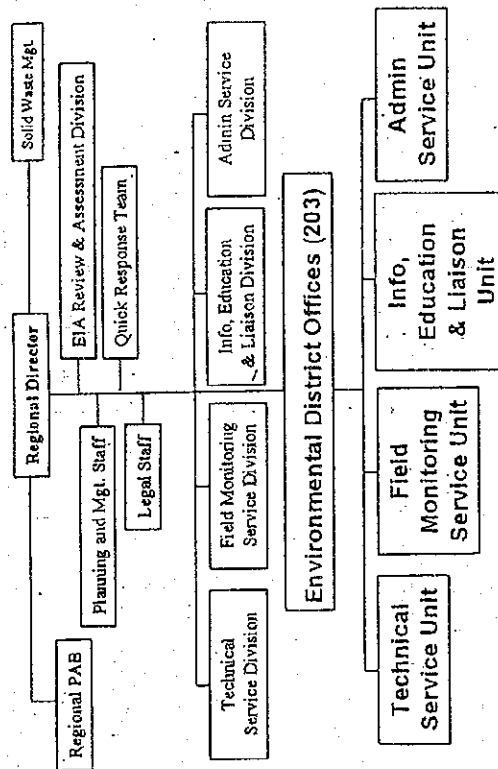 Regional PAB
Regional Director
Solid Waste Mgt.
Planning and Mgt. Staff
EIA Review & Assessment Division
Legal Staff
Quick Response Team
Technical
Service Division
Field Monitoring
Service Division
Info, Education
& Liaison Division
Admin Service
Division
Environmental District Offices (203)
Technical
Service Unit
Field
Monitoring
Service Unit
Info,
Education
& Liaison
Unit
Admin
Service Unit